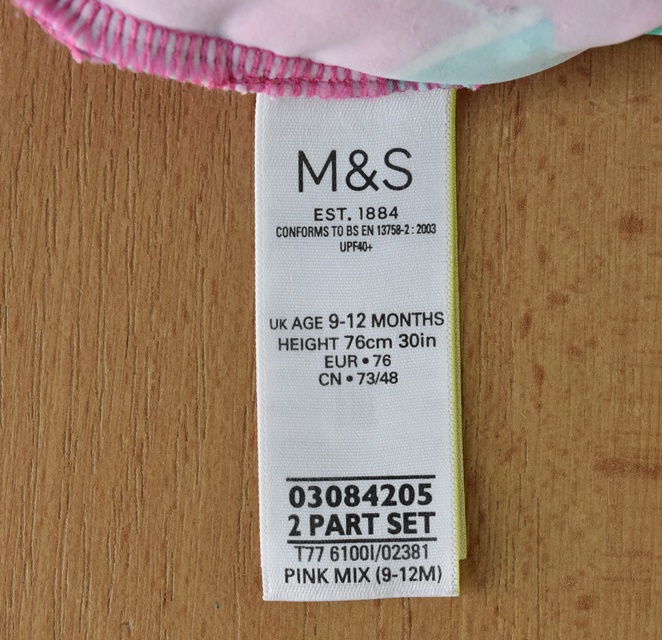 M&S
EST. 1884
CONFORMS TO BS EN 13758-2 : 2003
UPF40+
UK AGE 9-12 MONTHS
HEIGHT 76cm 30in
EUR • 76
CN • 73/48
03084205
2 PART SET
T77 6100I/02381
PINK MIX (9-12M)